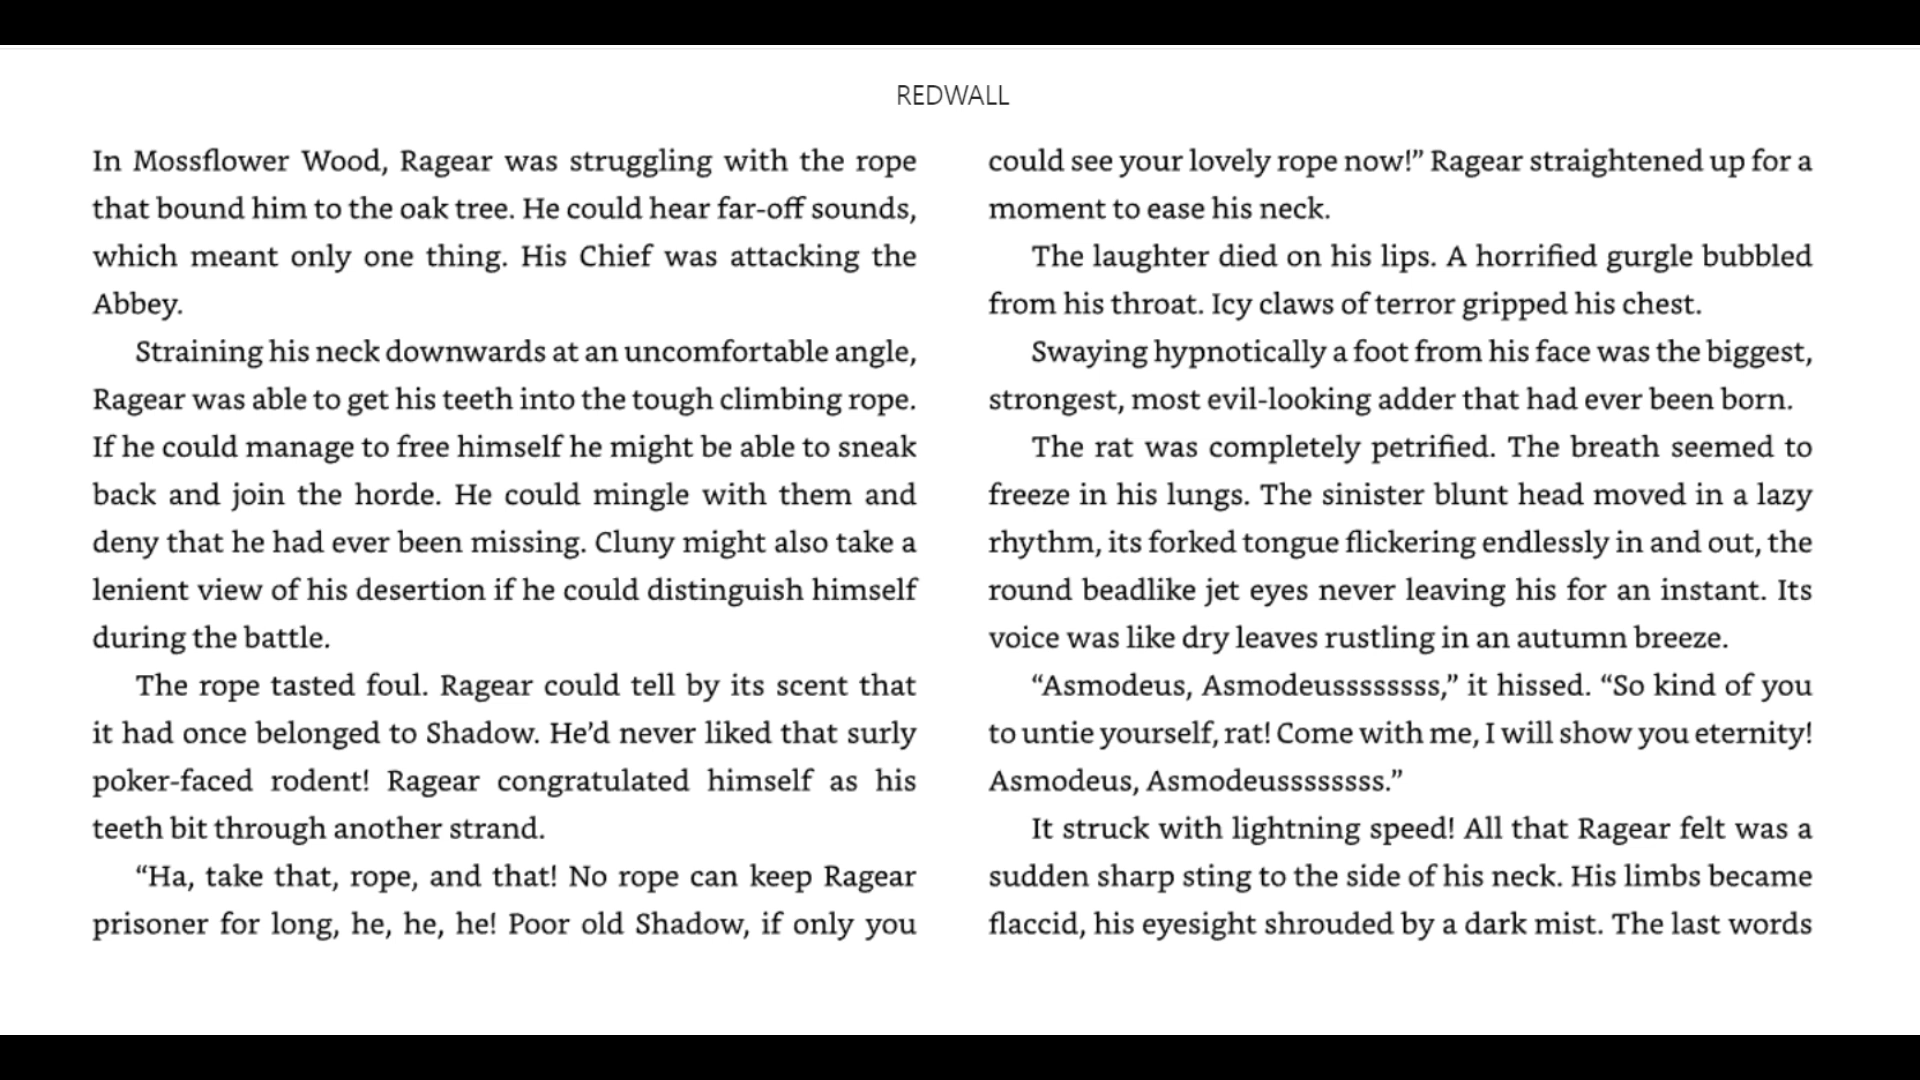 REDWALL
In Mossflower Wood, Ragear was struggling with the rope
that bound him to the oak tree. He could hear far-off sounds,
which meant only one thing. His Chief was attacking the
Abbey.
Straining his neck downwards at an uncomfortable angle,
Ragear was able to get his teeth into the tough climbing rope.
If he could manage to free himself he might be able to sneak
back and join the horde. He could mingle with them and
deny that he had ever been missing. Cluny might also take a
lenient view of his desertion if he could distinguish himself
during the battle.
The rope tasted foul. Ragear could tell by its scent that
it had once belonged to Shadow. He’d never liked that surly
poker-faced rodent! Ragear congratulated himself as his
teeth bit through another strand.
“Ha, take that, rope, and that! No rope can keep Ragear
prisoner for long, he, he, he! Poor old Shadow, if only you
could see your lovely rope now!” Ragear straightened up for a
moment to ease his neck.
The laughter died on his lips. A horrified gurgle bubbled
from his throat. Icy claws of terror gripped his chest.
Swaying hypnotically a foot from his face was the biggest,
strongest, most evil-looking adder that had ever been born.
The rat was completely petrified. The breath seemed to
freeze in his lungs. The sinister blunt head moved in a lazy
rhythm, its forked tongue flickering endlessly in and out, the
round beadlike jet eyes never leaving his for an instant. Its
voice was like dry leaves rustling in an autumn breeze.
“Asmodeus, Asmodeussssssss,” it hissed. “So kind of you
to untie yourself, rat! Come with me, I will show you eternity!
Asmodeus, Asmodeussssssss.”
It struck with lightning speed! All that Ragear felt was a
sudden sharp sting to the side of his neck. His limbs became
flaccid, his eyesight shrouded by a dark mist. The last words